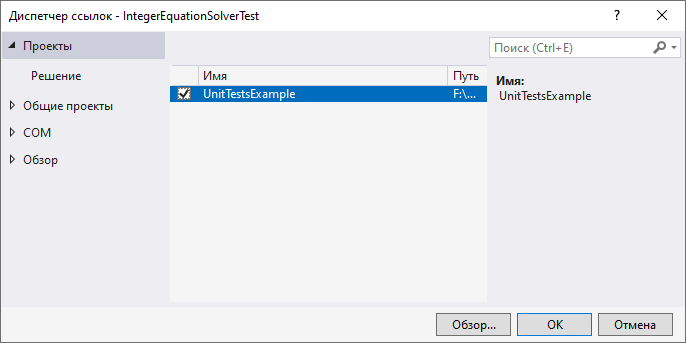 Диспетчер ссылок - IntegerEquationSolverTest
?
Проекты
Решение
Общие проекты
COM
Обзор
Имя Путь
UnitTestsExample F:\...
Поиск (Ctrl+E)
Имя:
UnitTestsExample
Обзор... OK Отмена